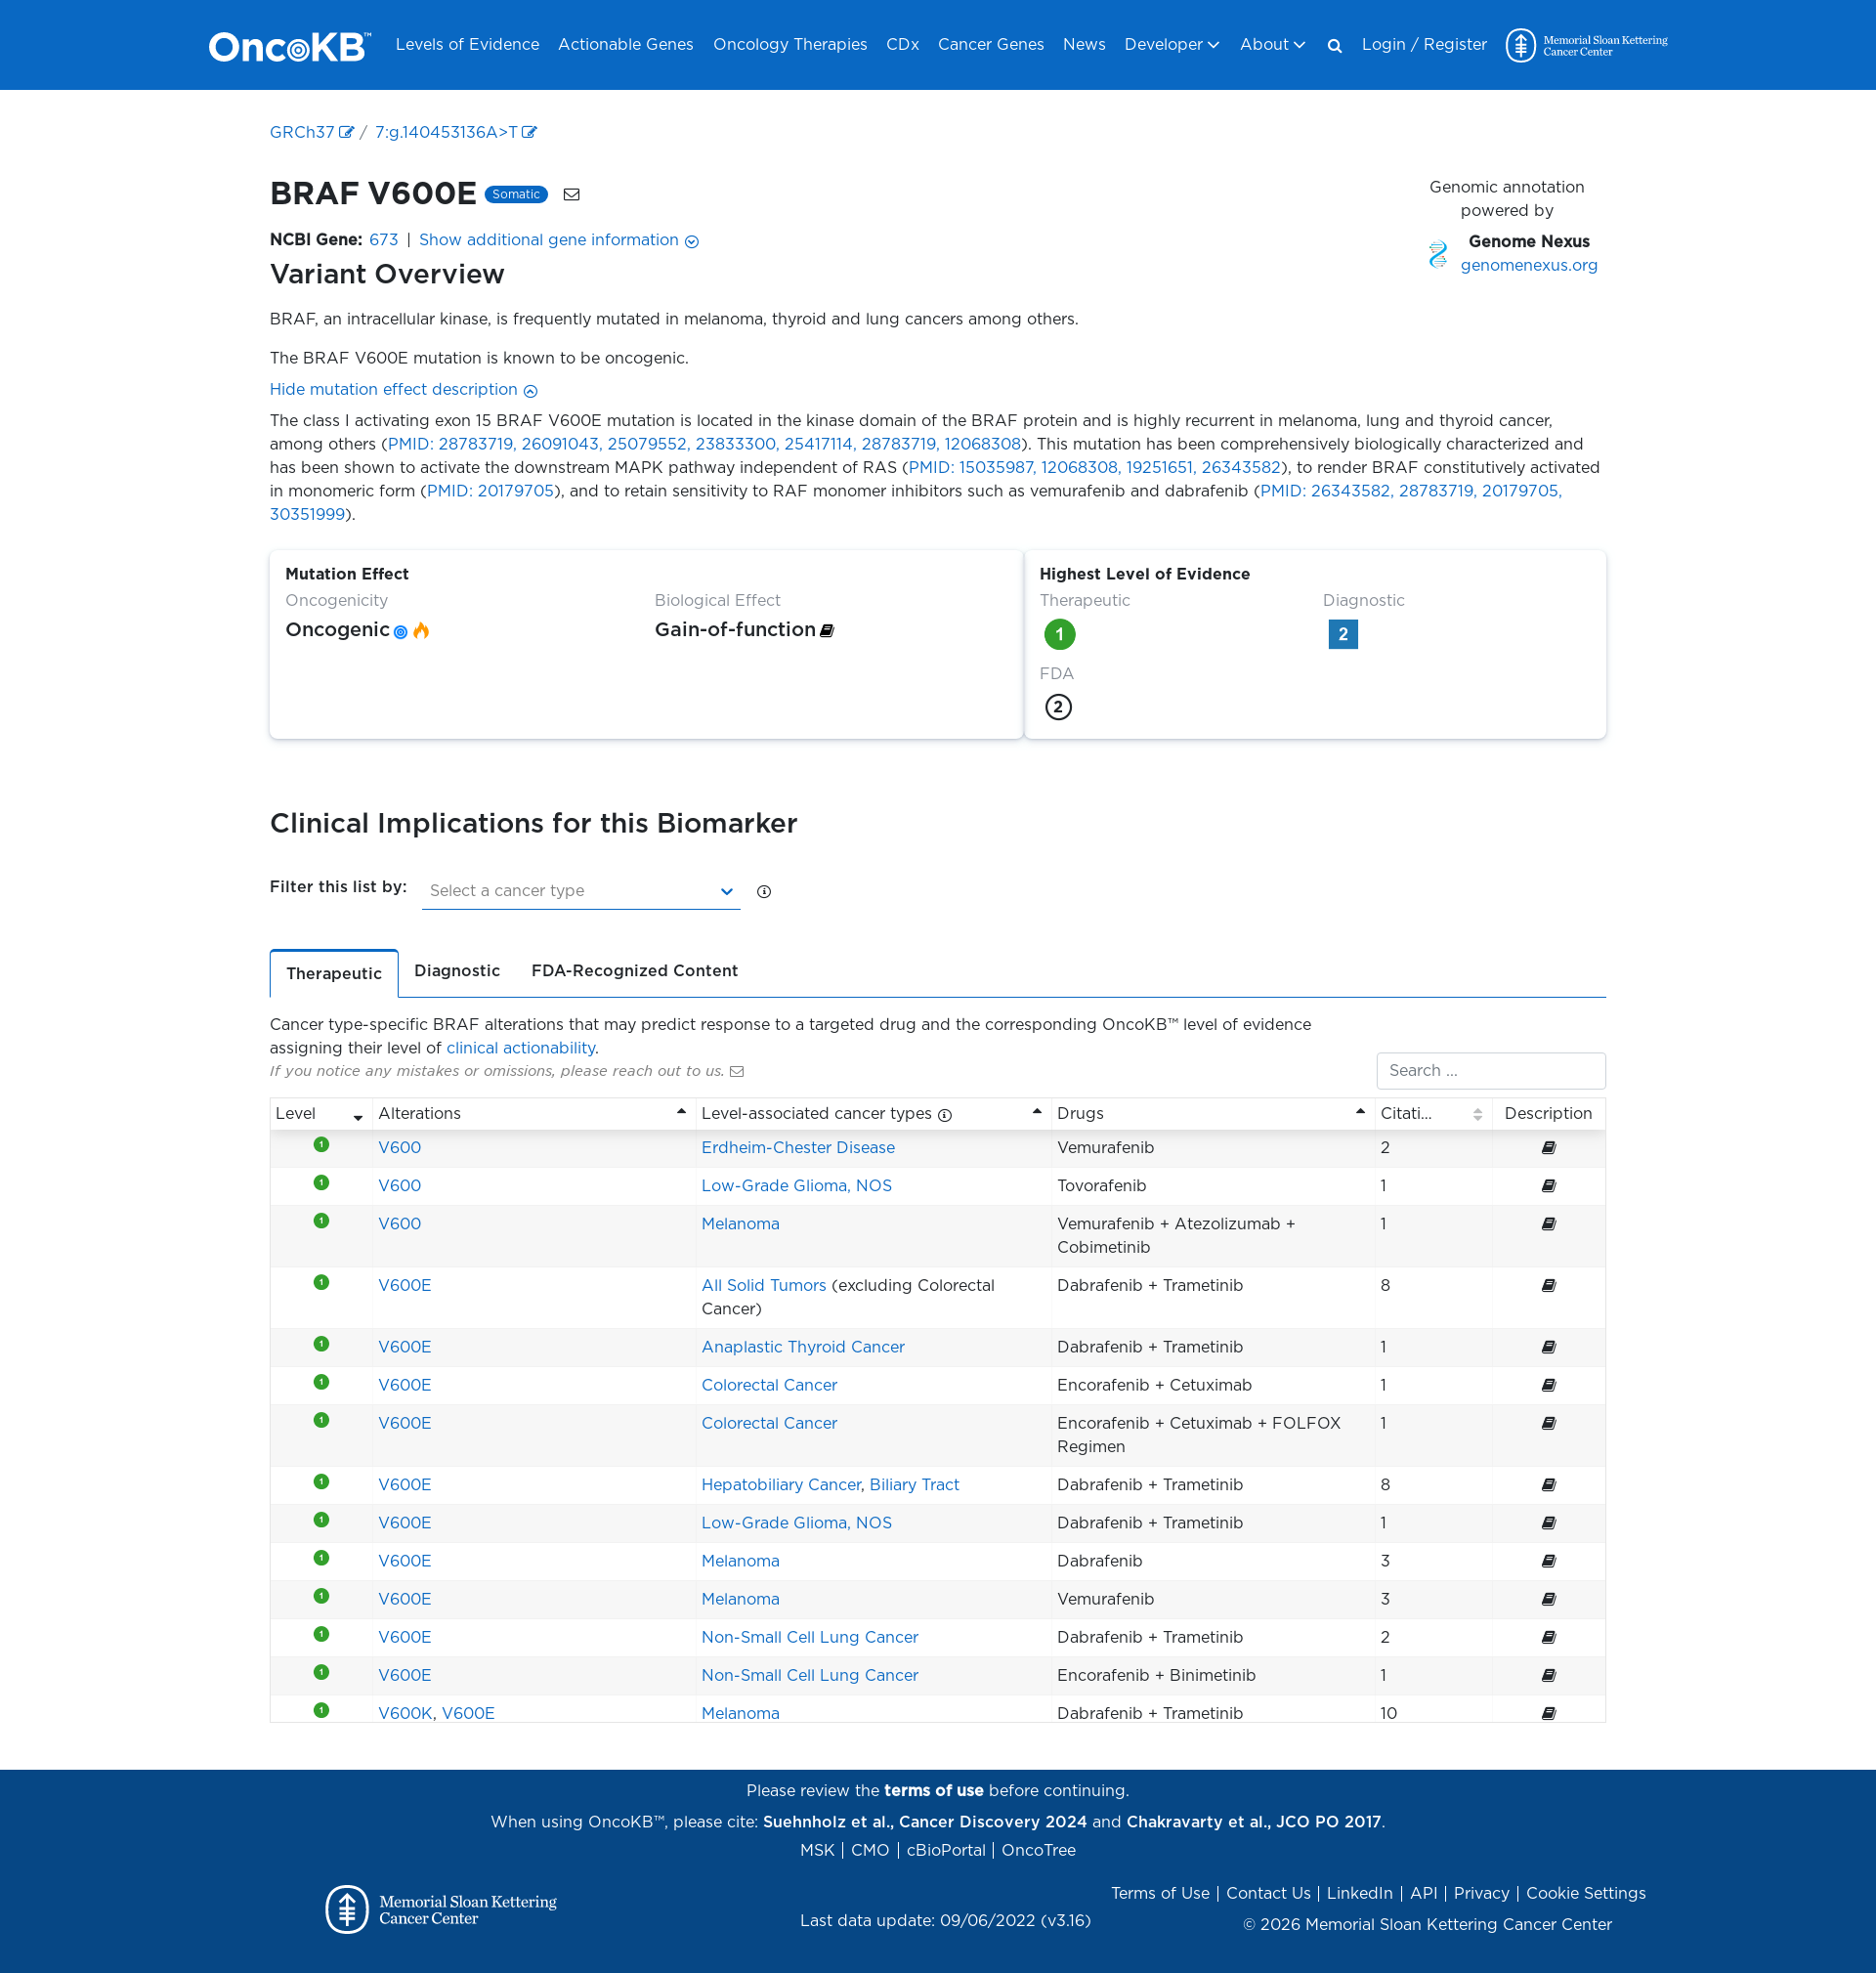 OncoKB™ Levels of Evidence Actionable Genes Oncology Therapies CDx Cancer Genes News Developer About Login / Register Memorial Sloan Kettering
Cancer Center
GRCh37 / 7:g.140453136A>T
BRAF V600E Somatic
Genomic annotation
powered by
Genome Nexus
genomenexus.org
NCBI Gene: 673 | Show additional gene information
Variant Overview
BRAF, an intracellular kinase, is frequently mutated in melanoma, thyroid and lung cancers among others.
The BRAF V600E mutation is known to be oncogenic.
Hide mutation effect description
The class I activating exon 15 BRAF V600E mutation is located in the kinase domain of the BRAF protein and is highly recurrent in melanoma, lung and thyroid cancer,
among others (PMID: 28783719, 26091043, 25079552, 23833300, 25417114, 28783719, 12068308). This mutation has been comprehensively biologically characterized and
has been shown to activate the downstream MAPK pathway independent of RAS (PMID: 15035987, 12068308, 19251651, 26343582), to render BRAF constitutively activated
in monomeric form (PMID: 20179705), and to retain sensitivity to RAF monomer inhibitors such as vemurafenib and dabrafenib (PMID: 26343582, 28783719, 20179705,
30351999).
Mutation Effect
Oncogenicity Biological Effect
Oncogenic Gain-of-function
Highest Level of Evidence
Therapeutic Diagnostic
1 2
FDA
2
Clinical Implications for this Biomarker
Filter this list by: Select a cancer type
Therapeutic Diagnostic FDA-Recognized Content
Cancer type-specific BRAF alterations that may predict response to a targeted drug and the corresponding OncoKB™ level of evidence
assigning their level of clinical actionability.
If you notice any mistakes or omissions, please reach out to us.
Search ...
Level Alterations Level-associated cancer types Drugs Citati... Description
1 V600 Erdheim-Chester Disease Vemurafenib 2
1 V600 Low-Grade Glioma, NOS Tovorafenib 1
1 V600 Melanoma Vemurafenib + Atezolizumab + 1
Cobimetinib
1 V600E All Solid Tumors (excluding Colorectal Dabrafenib + Trametinib 8
Cancer)
1 V600E Anaplastic Thyroid Cancer Dabrafenib + Trametinib 1
1 V600E Colorectal Cancer Encorafenib + Cetuximab 1
1 V600E Colorectal Cancer Encorafenib + Cetuximab + FOLFOX 1
Regimen
1 V600E Hepatobiliary Cancer, Biliary Tract Dabrafenib + Trametinib 8
1 V600E Low-Grade Glioma, NOS Dabrafenib + Trametinib 1
1 V600E Melanoma Dabrafenib 3
1 V600E Melanoma Vemurafenib 3
1 V600E Non-Small Cell Lung Cancer Dabrafenib + Trametinib 2
1 V600E Non-Small Cell Lung Cancer Encorafenib + Binimetinib 1
1 V600K, V600E Melanoma Dabrafenib + Trametinib 10
Please review the terms of use before continuing.
When using OncoKB™, please cite: Suehnholz et al., Cancer Discovery 2024 and Chakravarty et al., JCO PO 2017.
MSK | CMO | cBioPortal | OncoTree
Memorial Sloan Kettering
Cancer Center
Last data update: 09/06/2022 (v3.16)
Terms of Use | Contact Us | LinkedIn | API | Privacy | Cookie Settings
© 2026 Memorial Sloan Kettering Cancer Center